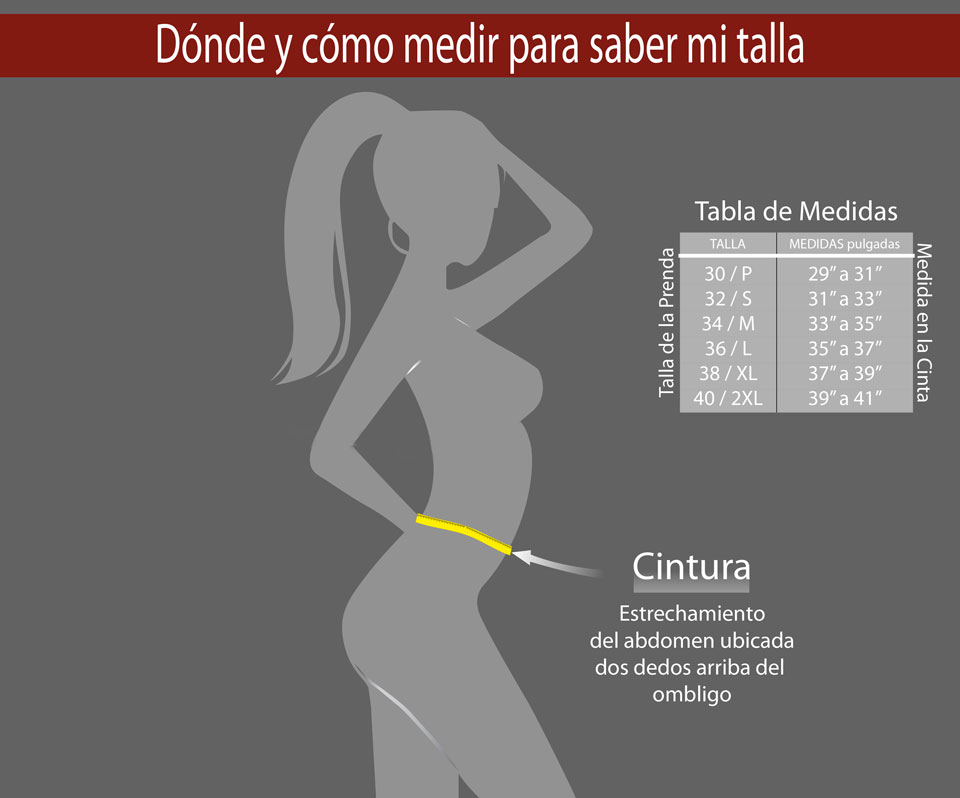 Dónde y cómo medir para saber mi talla
Tabla de Medidas
TALLA MEDIDAS pulgadas
30 / P 29” a 31”
32 / S 31” a 33”
34 / M 33” a 35”
36 / L 35” a 37”
38 / XL 37” a 39”
40 / 2XL 39” a 41”
Talla de la Prenda
Medida en la Cinta
Cintura
Estrechamiento
del abdomen ubicada
dos dedos arriba del
ombligo